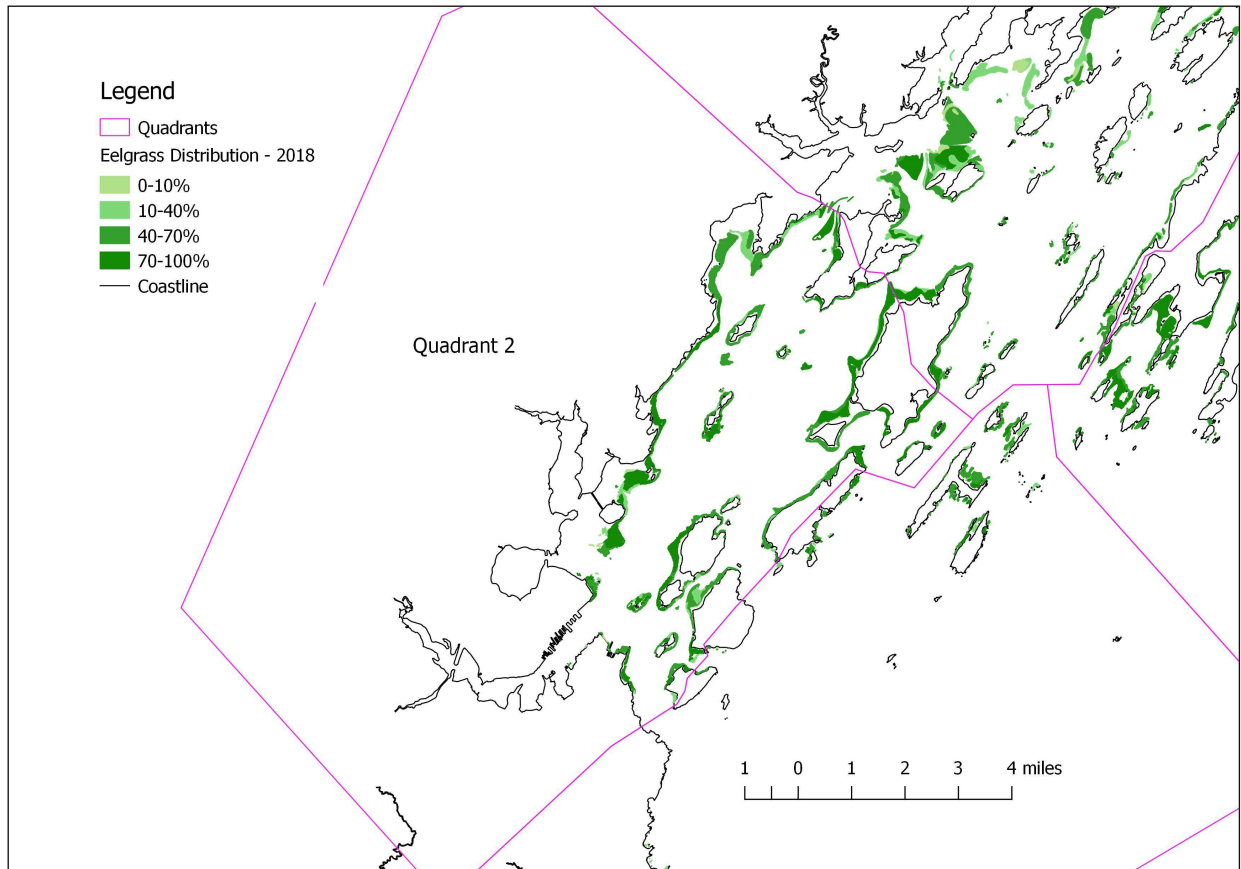 Legend
Quadrants
Eelgrass Distribution - 2018
0-10%
10-40%
40-70%
70-100%
Coastline
Quadrant 2
1 0 1 2 3 4 miles